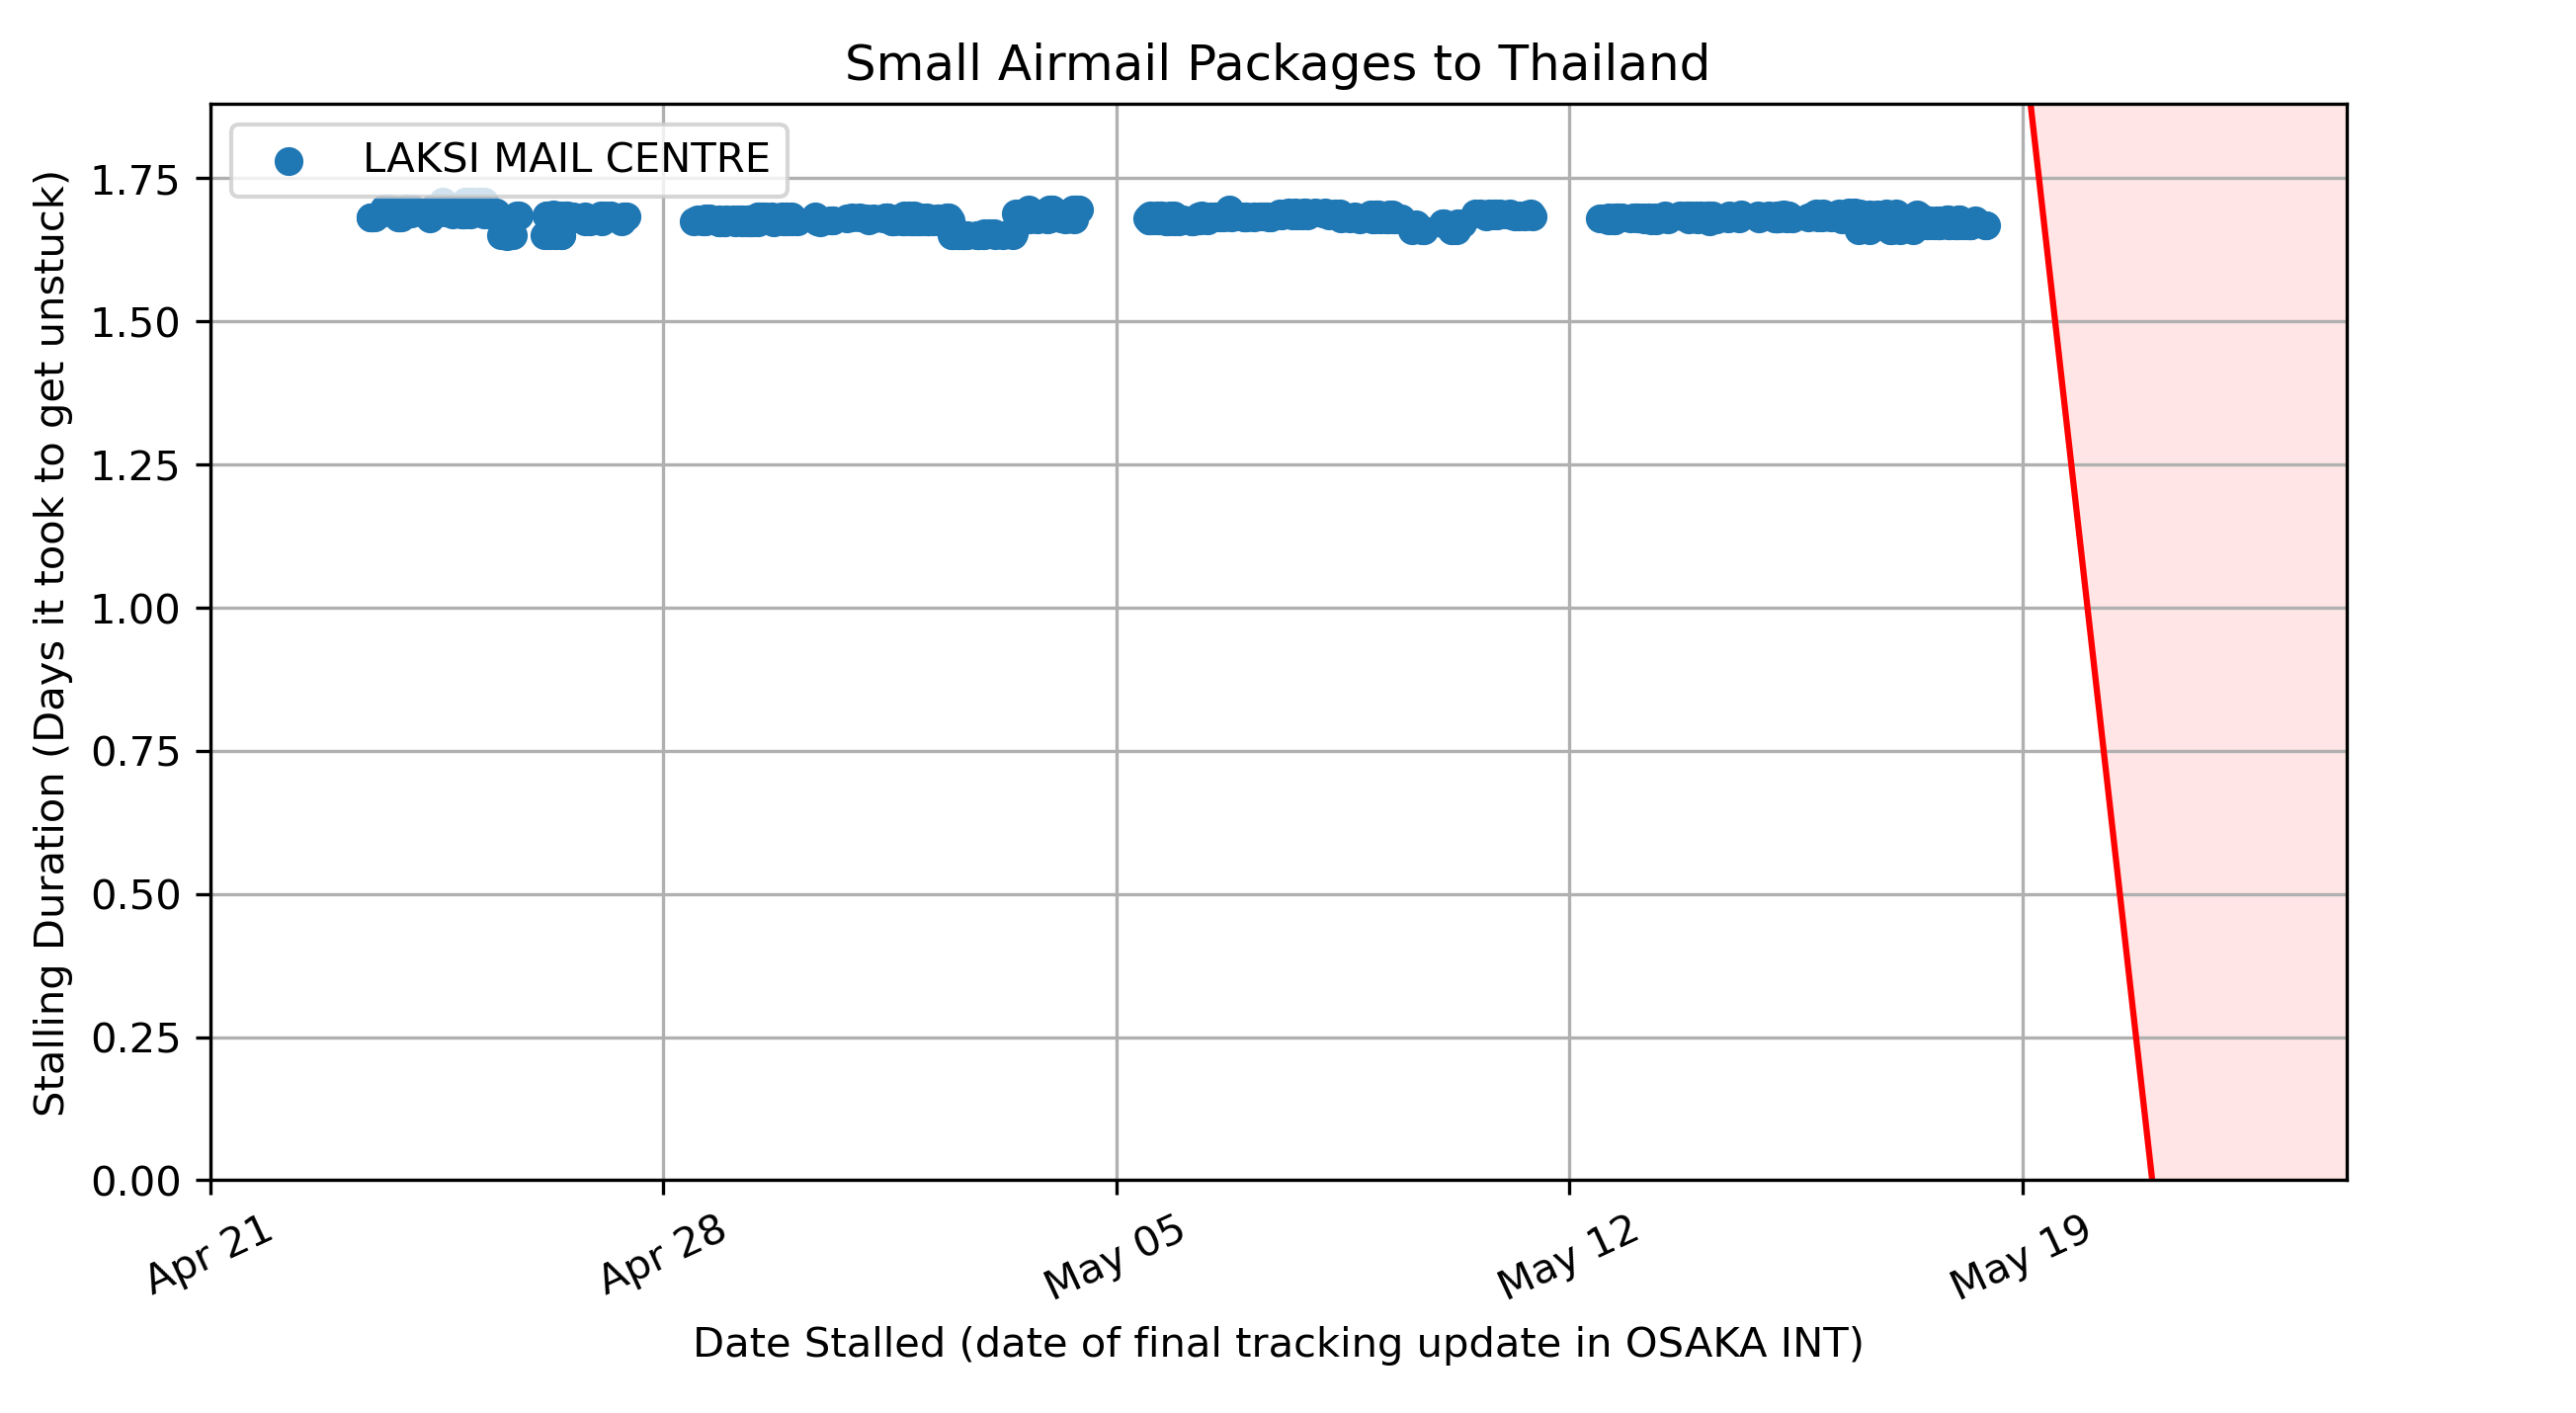 Small Airmail Packages to Thailand
LAKSI MAIL CENTRE
Stalling Duration (Days it took to get unstuck)
1.75
1.50
1.25
1.00
0.75
0.50
0.25
0.00
Apr 21
Apr 28
May 05
May 12
May 19
Date Stalled (date of final tracking update in OSAKA INT)